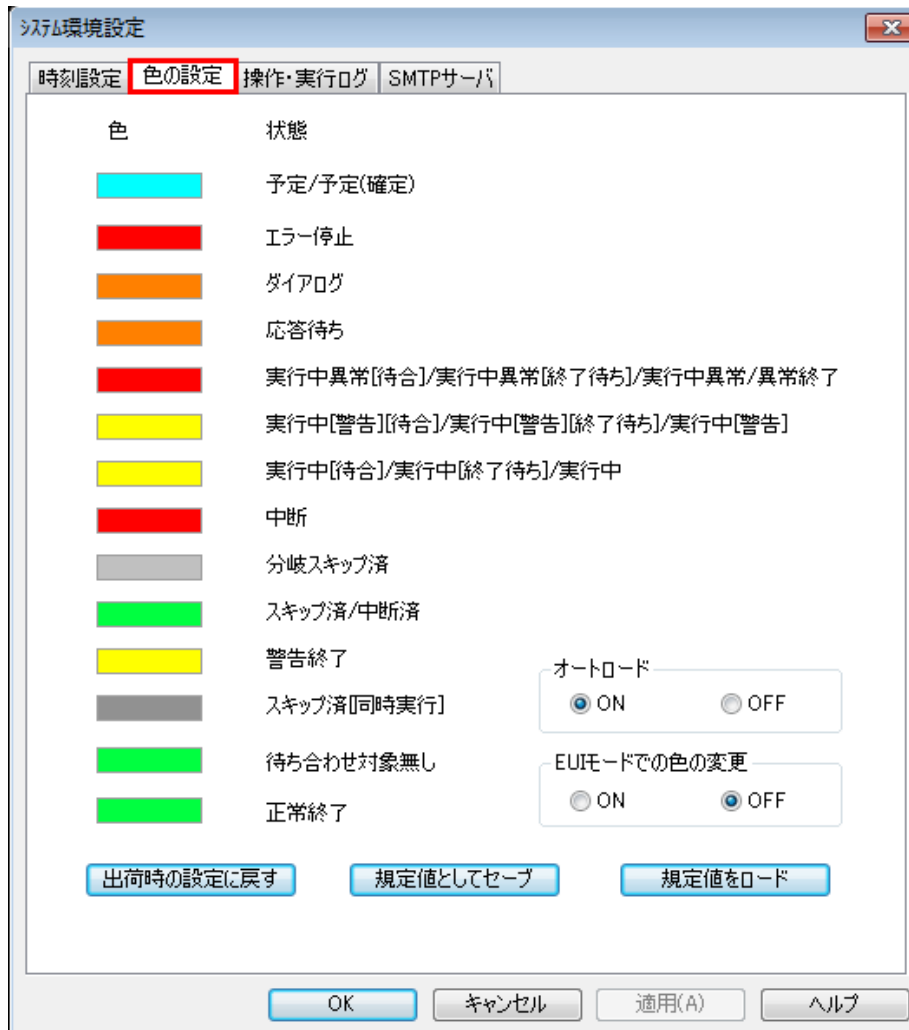 システム環境設定
時刻設定 色の設定 操作・実行ログ SMTPサーバ
色 状態
予定/予定(確定)
エラー停止
ダイアログ
応答待ち
実行中異常[待合]/実行中異常[終了待ち]/実行中異常/異常終了
実行中[警告][待合]/実行中[警告][終了待ち]/実行中[警告]
実行中[待合]/実行中[終了待ち]/実行中
中断
分岐スキップ済
スキップ済/中断済
警告終了
オートロード
スキップ済[同時実行]
ON OFF
待ち合わせ対象無し
EUIモードでの色の変更
ON OFF
正常終了
出荷時の設定に戻す 規定値としてセーブ 規定値をロード
OK キャンセル 適用(A) ヘルプ